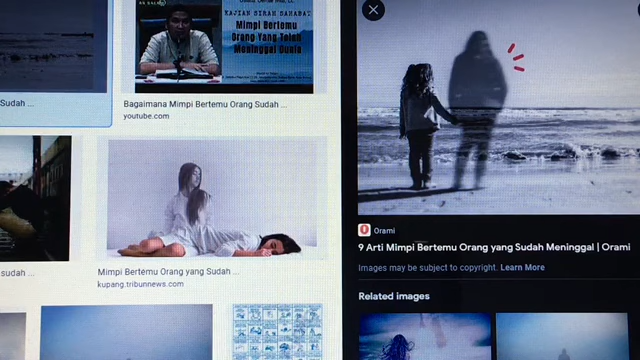 KAJIAN SIRAH SAHABAT
Mimpi Bertemu
Orang Yang Telah
Meninggal Dunia
Sudah ...
Bagaimana Mimpi Bertemu Orang Sudah ...
youtube.com
sudah ...
Mimpi Bertemu Orang yang Sudah ...
kupang.tribunnews.com
Orami
9 Arti Mimpi Bertemu Orang yang Sudah Meninggal | Orami
Images may be subject to copyright. Learn More
Related images